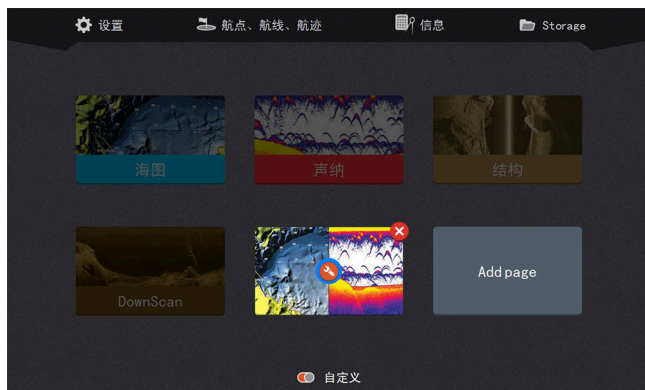 设置
航点、航线、航迹
信息
Storage
海图
声纳
结构
DownScan
Add page
自定义